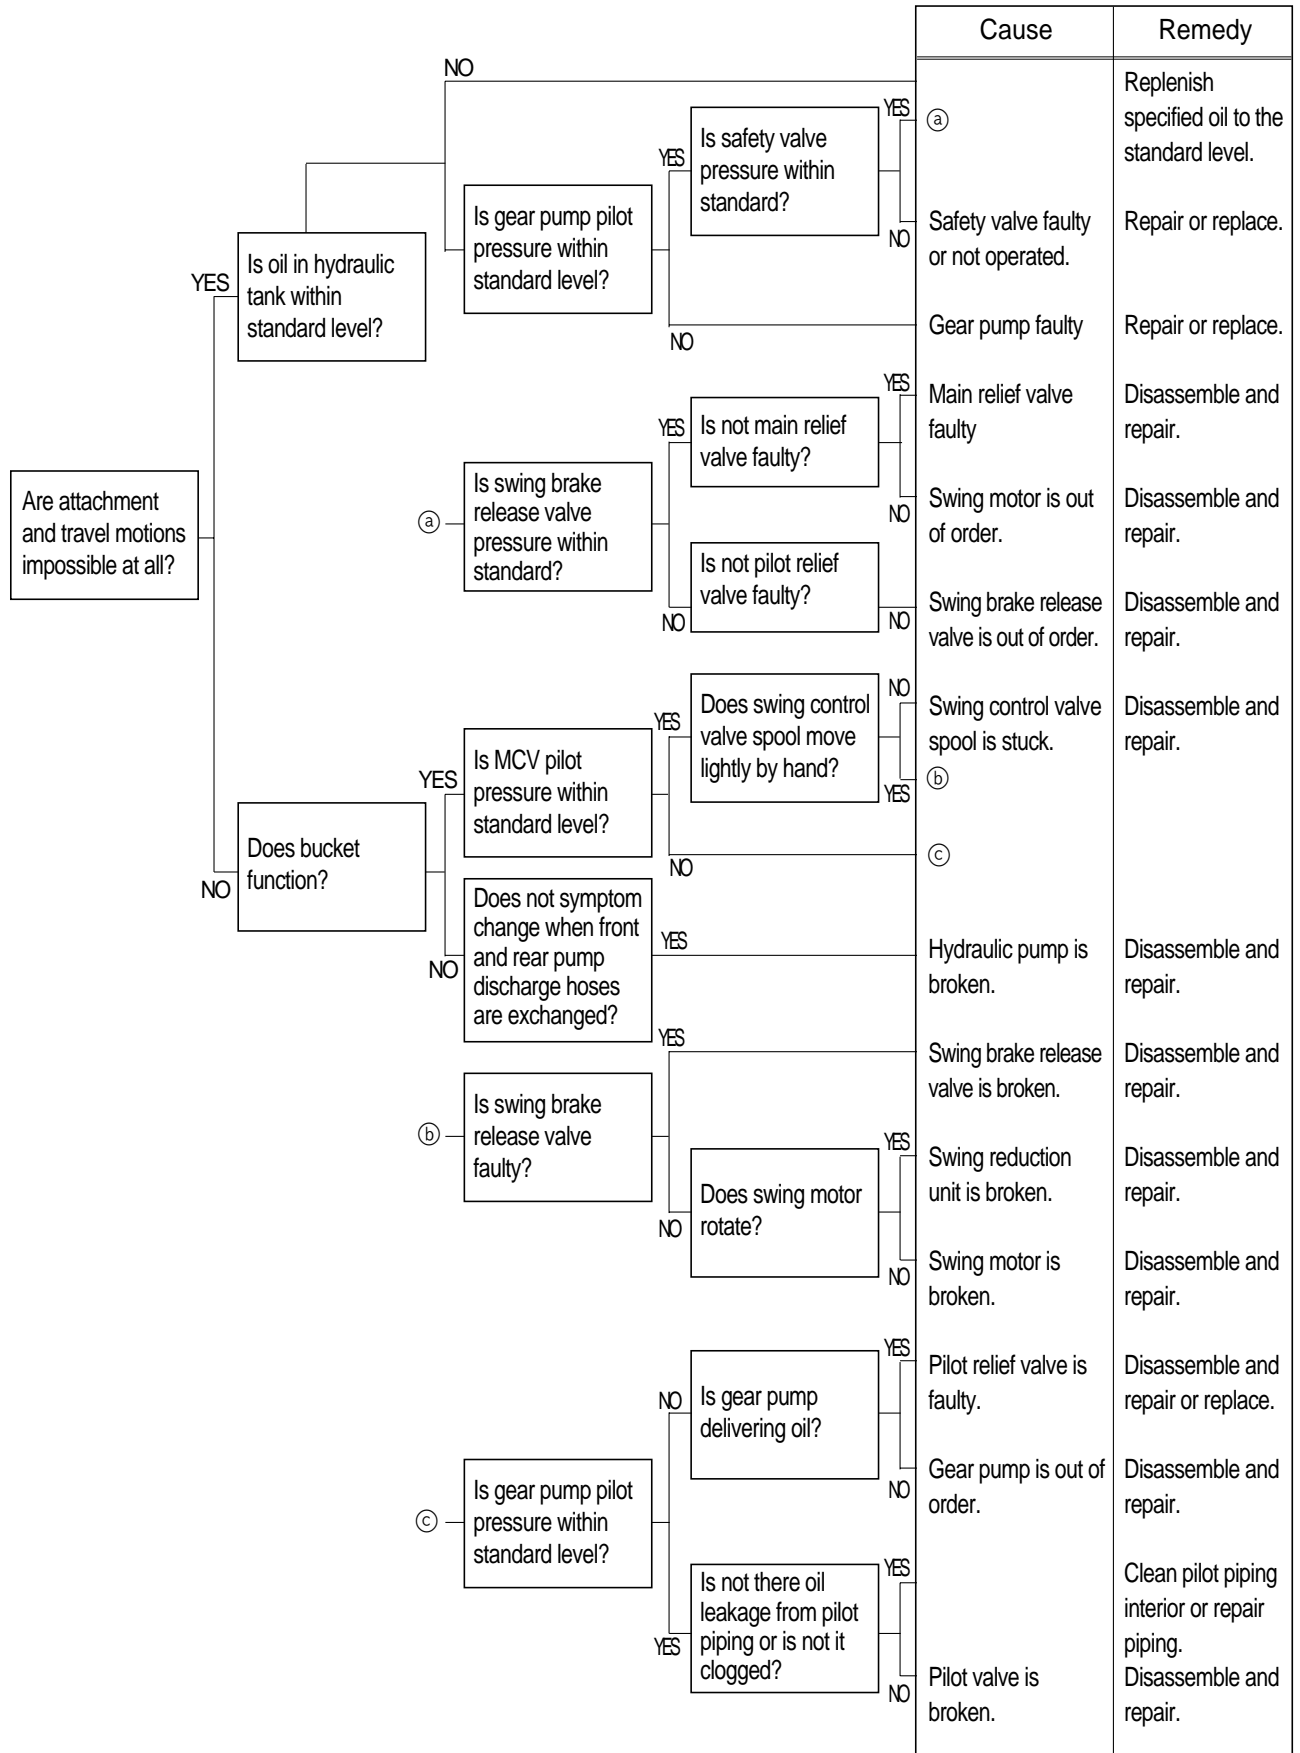 Cause
Remedy
NO
Replenish
specified oil to the
standard level.
YES
ⓐ
Is safety valve
pressure within
standard?
YES
NO
Safety valve faulty
or not operated.
Repair or replace.
Is gear pump pilot
pressure within
standard level?
Is oil in hydraulic
tank within
standard level?
YES
NO
Gear pump faulty
Repair or replace.
YES
Main relief valve
faulty
Disassemble and
repair.
YES
Is not main relief
valve faulty?
Are attachment
and travel motions
impossible at all?
ⓐ
Is swing brake
release valve
pressure within
standard?
NO
Swing motor is out
of order.
Disassemble and
repair.
Is not pilot relief
valve faulty?
NO
NO
Swing brake release
valve is out of order.
Disassemble and
repair.
NO
Does swing control
valve spool move
lightly by hand?
Swing control valve
spool is stuck.
Disassemble and
repair.
YES
YES
ⓑ
YES
Is MCV pilot
pressure within
standard level?
NO
ⓒ
NO
Does bucket
function?
NO
Does not symptom
change when front
and rear pump
discharge hoses
are exchanged?
YES
Hydraulic pump is
broken.
Disassemble and
repair.
YES
Swing brake release
valve is broken.
Disassemble and
repair.
ⓑ
Is swing brake
release valve
faulty?
YES
Swing reduction
unit is broken.
Disassemble and
repair.
NO
Does swing motor
rotate?
NO
Swing motor is
broken.
Disassemble and
repair.
YES
Pilot relief valve is
faulty.
Disassemble and
repair or replace.
NO
Is gear pump
delivering oil?
NO
Gear pump is out of
order.
Disassemble and
repair.
ⓒ
Is gear pump pilot
pressure within
standard level?
YES
Clean pilot piping
interior or repair
piping.
YES
Is not there oil
leakage from pilot
piping or is not it
clogged?
NO
Pilot valve is
broken.
Disassemble and
repair.